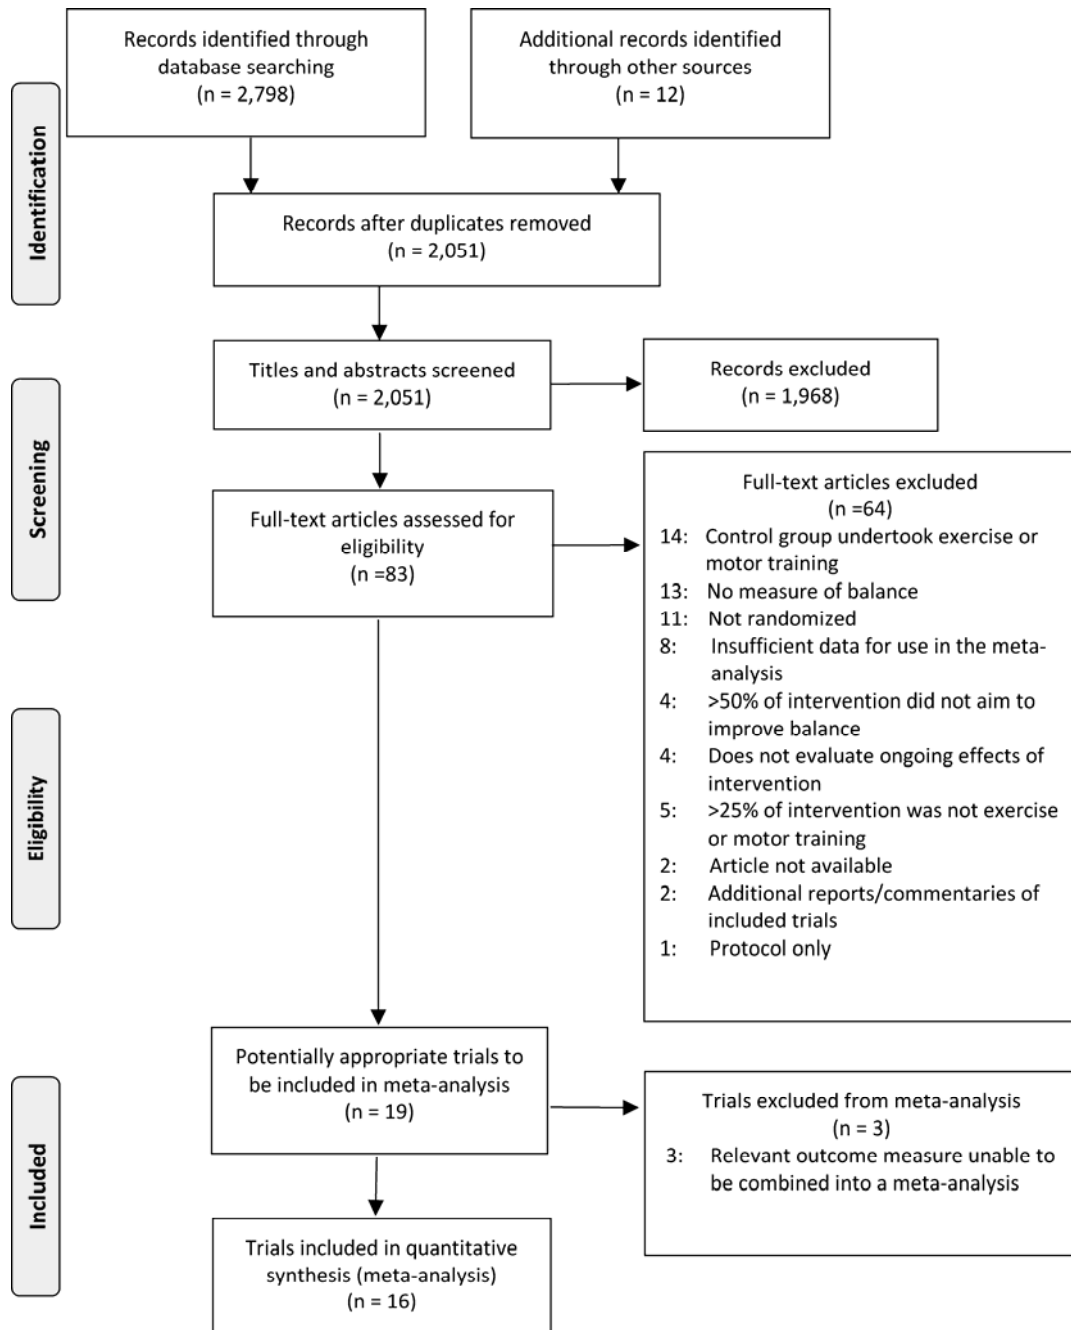 Records identified through
database searching
(n = 2,798)
Additional records identified
through other sources
(n = 12)
Identification
Records after duplicates removed
(n = 2,051)
Titles and abstracts screened
(n = 2,051)
Records excluded
(n = 1,968)
Screening
Full-text articles assessed for
eligibility
(n =83)
Full-text articles excluded
(n =64)
14: Control group undertook exercise or
motor training
13: No measure of balance
11: Not randomized
8: Insufficient data for use in the meta-
analysis
4: >50% of intervention did not aim to
improve balance
4: Does not evaluate ongoing effects of
intervention
5: >25% of intervention was not exercise
or motor training
2: Article not available
2: Additional reports/commentaries of
included trials
1: Protocol only
Eligibility
Potentially appropriate trials to
be included in meta-analysis
(n = 19)
Trials excluded from meta-analysis
(n = 3)
3: Relevant outcome measure unable to
be combined into a meta-analysis
Included
Trials included in quantitative
synthesis (meta-analysis)
(n = 16)